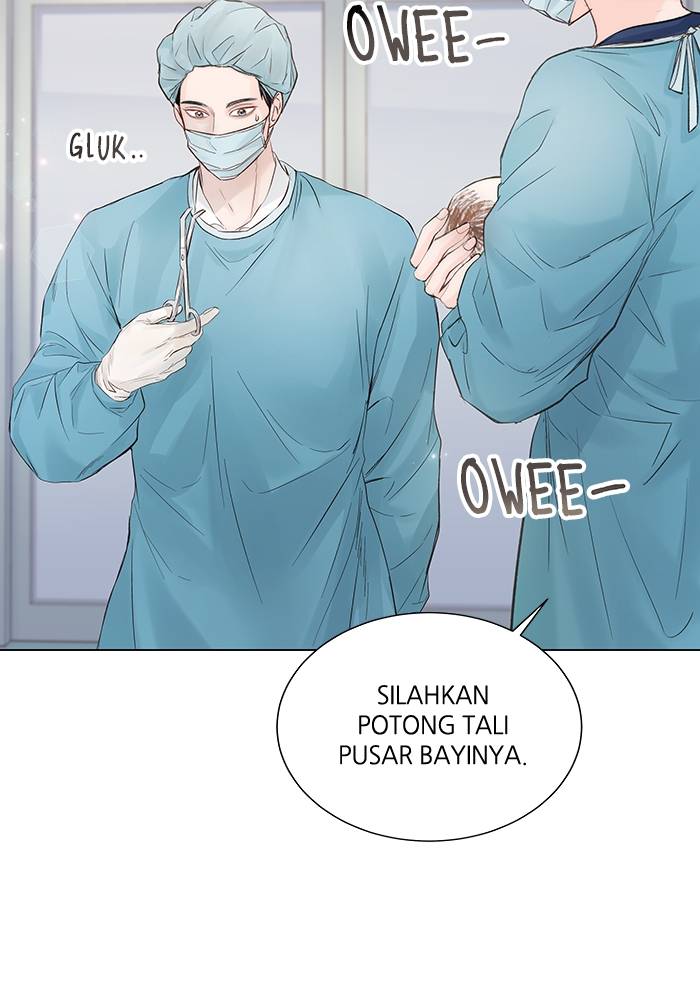 OWEE-
GLUK..
OWEE-
SILAHKAN
POTONG TALI
PUSAR BAYINYA.